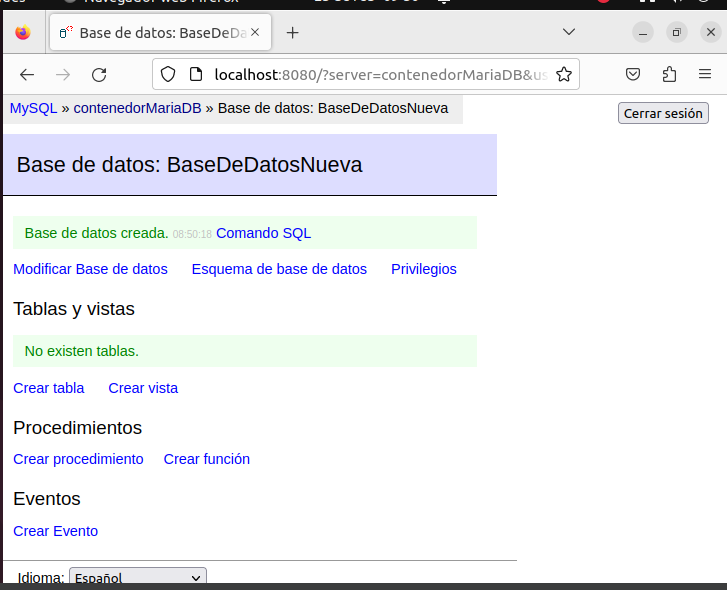 Navegador web Firefox
Base de datos: BaseDeDa
localhost:8080/?server=contenedorMariaDB&us
MySQL » contenedorMariaDB » Base de datos: BaseDeDatosNueva
Cerrar sesión
Base de datos: BaseDeDatosNueva
Base de datos creada. 08:50:18 Comando SQL
Modificar Base de datos Esquema de base de datos Privilegios
Tablas y vistas
No existen tablas.
Crear tabla Crear vista
Procedimientos
Crear procedimiento Crear función
Eventos
Crear Evento
Idioma: Español